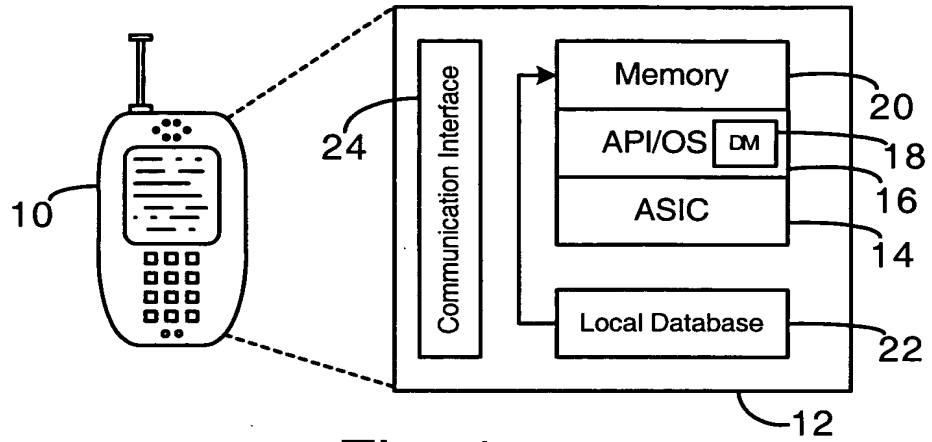 Memory
20
24
Communication Interface
API/OS
DM
18
16
10
ASIC
14
Local Database
22
12